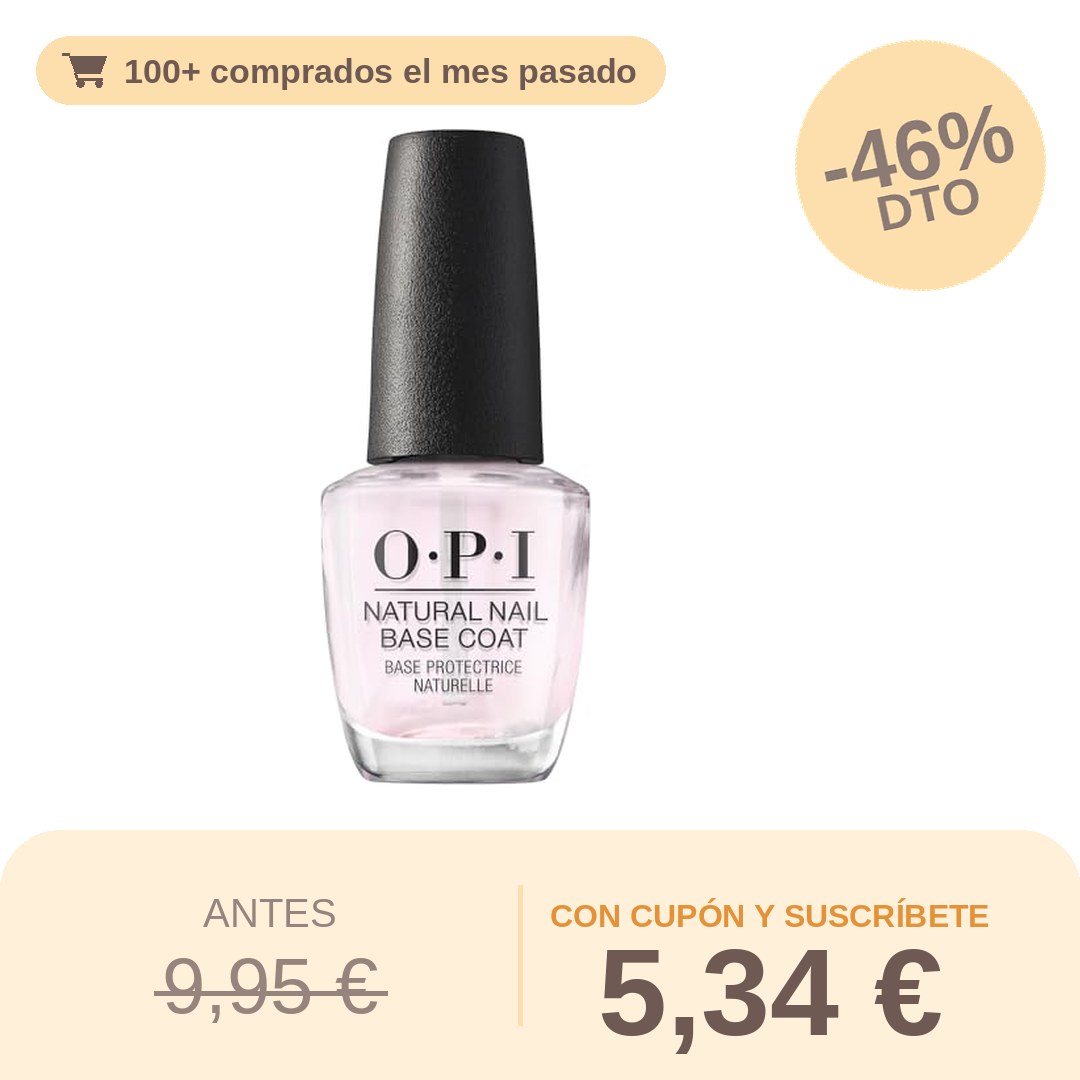 100+ comprados el mes pasado
-46%
DTO
O·P·I
NATURAL NAIL
BASE COAT
BASE PROTECTRICE
NATURELLE
ANTES
9,95 €
CON CUPÓN Y SUSCRÍBETE
5,34 €